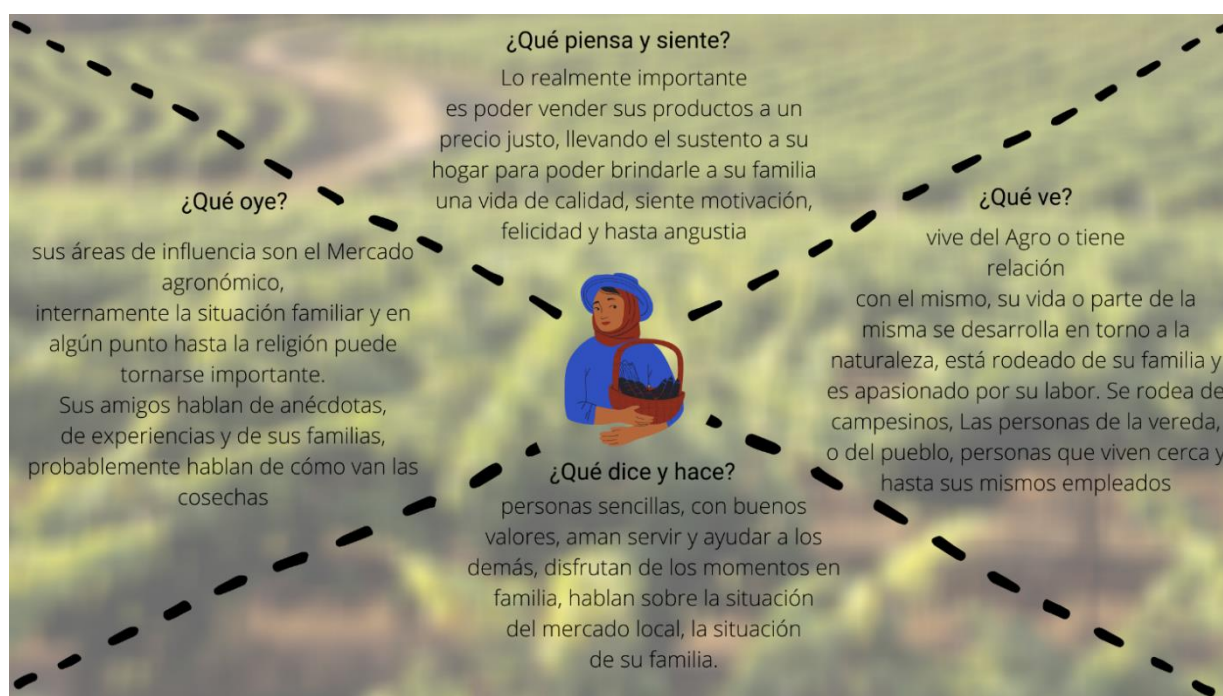 ¿Qué piensa y siente?
Lo realmente importante
es poder vender sus productos a un
precio justo, llevando el sustento a su
hogar para poder brindarle a su familia
una vida de calidad, siente motivación,
felicidad y hasta angustia
¿Qué oye?
sus áreas de influencia son el Mercado
agronómico,
internamente la situación familiar y en
algún punto hasta la religión puede
tornarse importante.
Sus amigos hablan de anécdotas,
de experiencias y de sus familias,
probablemente hablan de cómo van las
cosechas
¿Qué ve?
vive del Agro o tiene
relación
con el mismo, su vida o parte de la
misma se desarrolla en torno a la
naturaleza, está rodeado de su familia y
es apasionado por su labor. Se rodea de
campesinos, Las personas de la vereda,
o del pueblo, personas que viven cerca y
hasta sus mismos empleados
¿Qué dice y hace?
personas sencillas, con buenos
valores, aman servir y ayudar a los
demás, disfrutan de los momentos en
familia, hablan sobre la situación
del mercado local, la situación
de su familia.